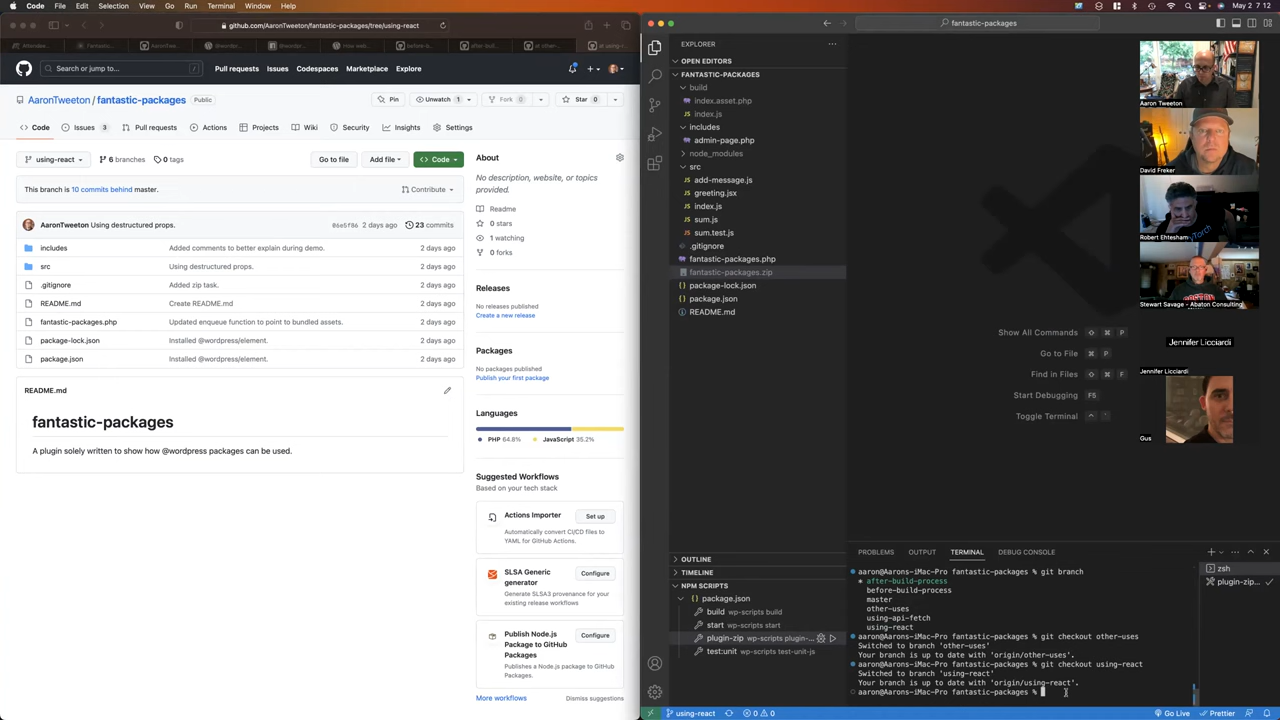 Code File Edit Selection View Go Run Terminal Window Help
May 2 7:12
github.com/AaronTweeton/fantastic-packages/tree/using-react
Search or jump... /
Pull requests Issues Codespaces Marketplace Explore
AaronTweeton / fantastic-packages Public
Pin Unwatch 1 Fork 0 Star 0
Code Issues 3 Pull requests Actions Projects Wiki Security Insights Settings
using-react 6 branches 0 tags Go to file Add file Code
This branch is 10 commits behind master. Contribute
AaronTweeton Using destructured props. 86e5f86 2 days ago 23 commits
includes Added comments to better explain during demo. 2 days ago
src Using destructured props. 2 days ago
.gitignore Added zip task. 2 days ago
README.md Create README.md 2 days ago
fantastic-packages.php Updated enqueue function to point to bundled assets. 2 days ago
package-lock.json Installed @wordpress/element. 2 days ago
package.json Installed @wordpress/element. 2 days ago
README.md
fantastic-packages
A plugin solely written to show how @wordpress packages can be used.
About
No description, website, or topics
provided.
Readme
0 stars
1 watching
0 forks
Releases
No releases published
Create a new release
Packages
No packages published
Publish your first package
Languages
PHP 64.8% JavaScript 35.2%
Suggested Workflows
Based on your tech stack
Actions Importer Set up
Automatically convert CI/CD files to
YAML for GitHub Actions.
SLSA Generic
generator Configure
Generate SLSA3 provenance for your
existing release workflows
Publish Node.js
Package to GitHub
Packages Configure
Publishes a Node.js package to GitHub
Packages.
More workflows Dismiss suggestions
fantastic-packages
EXPLORER
OPEN EDITORS
FANTASTIC-PACKAGES
build
index.asset.php
index.js
includes
admin-page.php
node_modules
src
add-message.js
greeting.jsx
index.js
sum.js
sum.test.js
.gitignore
fantastic-packages.php
fantastic-packages.zip
package-lock.json
package.json
README.md
OUTLINE
TIMELINE
NPM SCRIPTS
package.json
build wp-scripts build
start wp-scripts start
plugin-zip wp-scripts plugin-...
test:unit wp-scripts test-unit-js
Show All Commands ⇧ ⌘ P
Go to File ⌘ P
Find in Files ⇧ ⌘ F
Start Debugging F5
Toggle Terminal ^ `
PROBLEMS OUTPUT TERMINAL DEBUG CONSOLE
aaron@Aarons-iMac-Pro fantastic-packages % git branch
* after-build-process
before-build-process
master
other-uses
using-api-fetch
using-react
aaron@Aarons-iMac-Pro fantastic-packages % git checkout other-uses
Switched to branch 'other-uses'
Your branch is up to date with 'origin/other-uses'.
aaron@Aarons-iMac-Pro fantastic-packages % git checkout using-react
Switched to branch 'using-react'
Your branch is up to date with 'origin/using-react'.
aaron@Aarons-iMac-Pro fantastic-packages %
zsh
plugin-zip...
using-react 0 0 Go Live Prettier
Aaron Tweeton
David Freker
Robert Ehtesham
Stewart Savage - Abaton Consulting
Jennifer Licciardi
Jennifer Licciardi
Gus